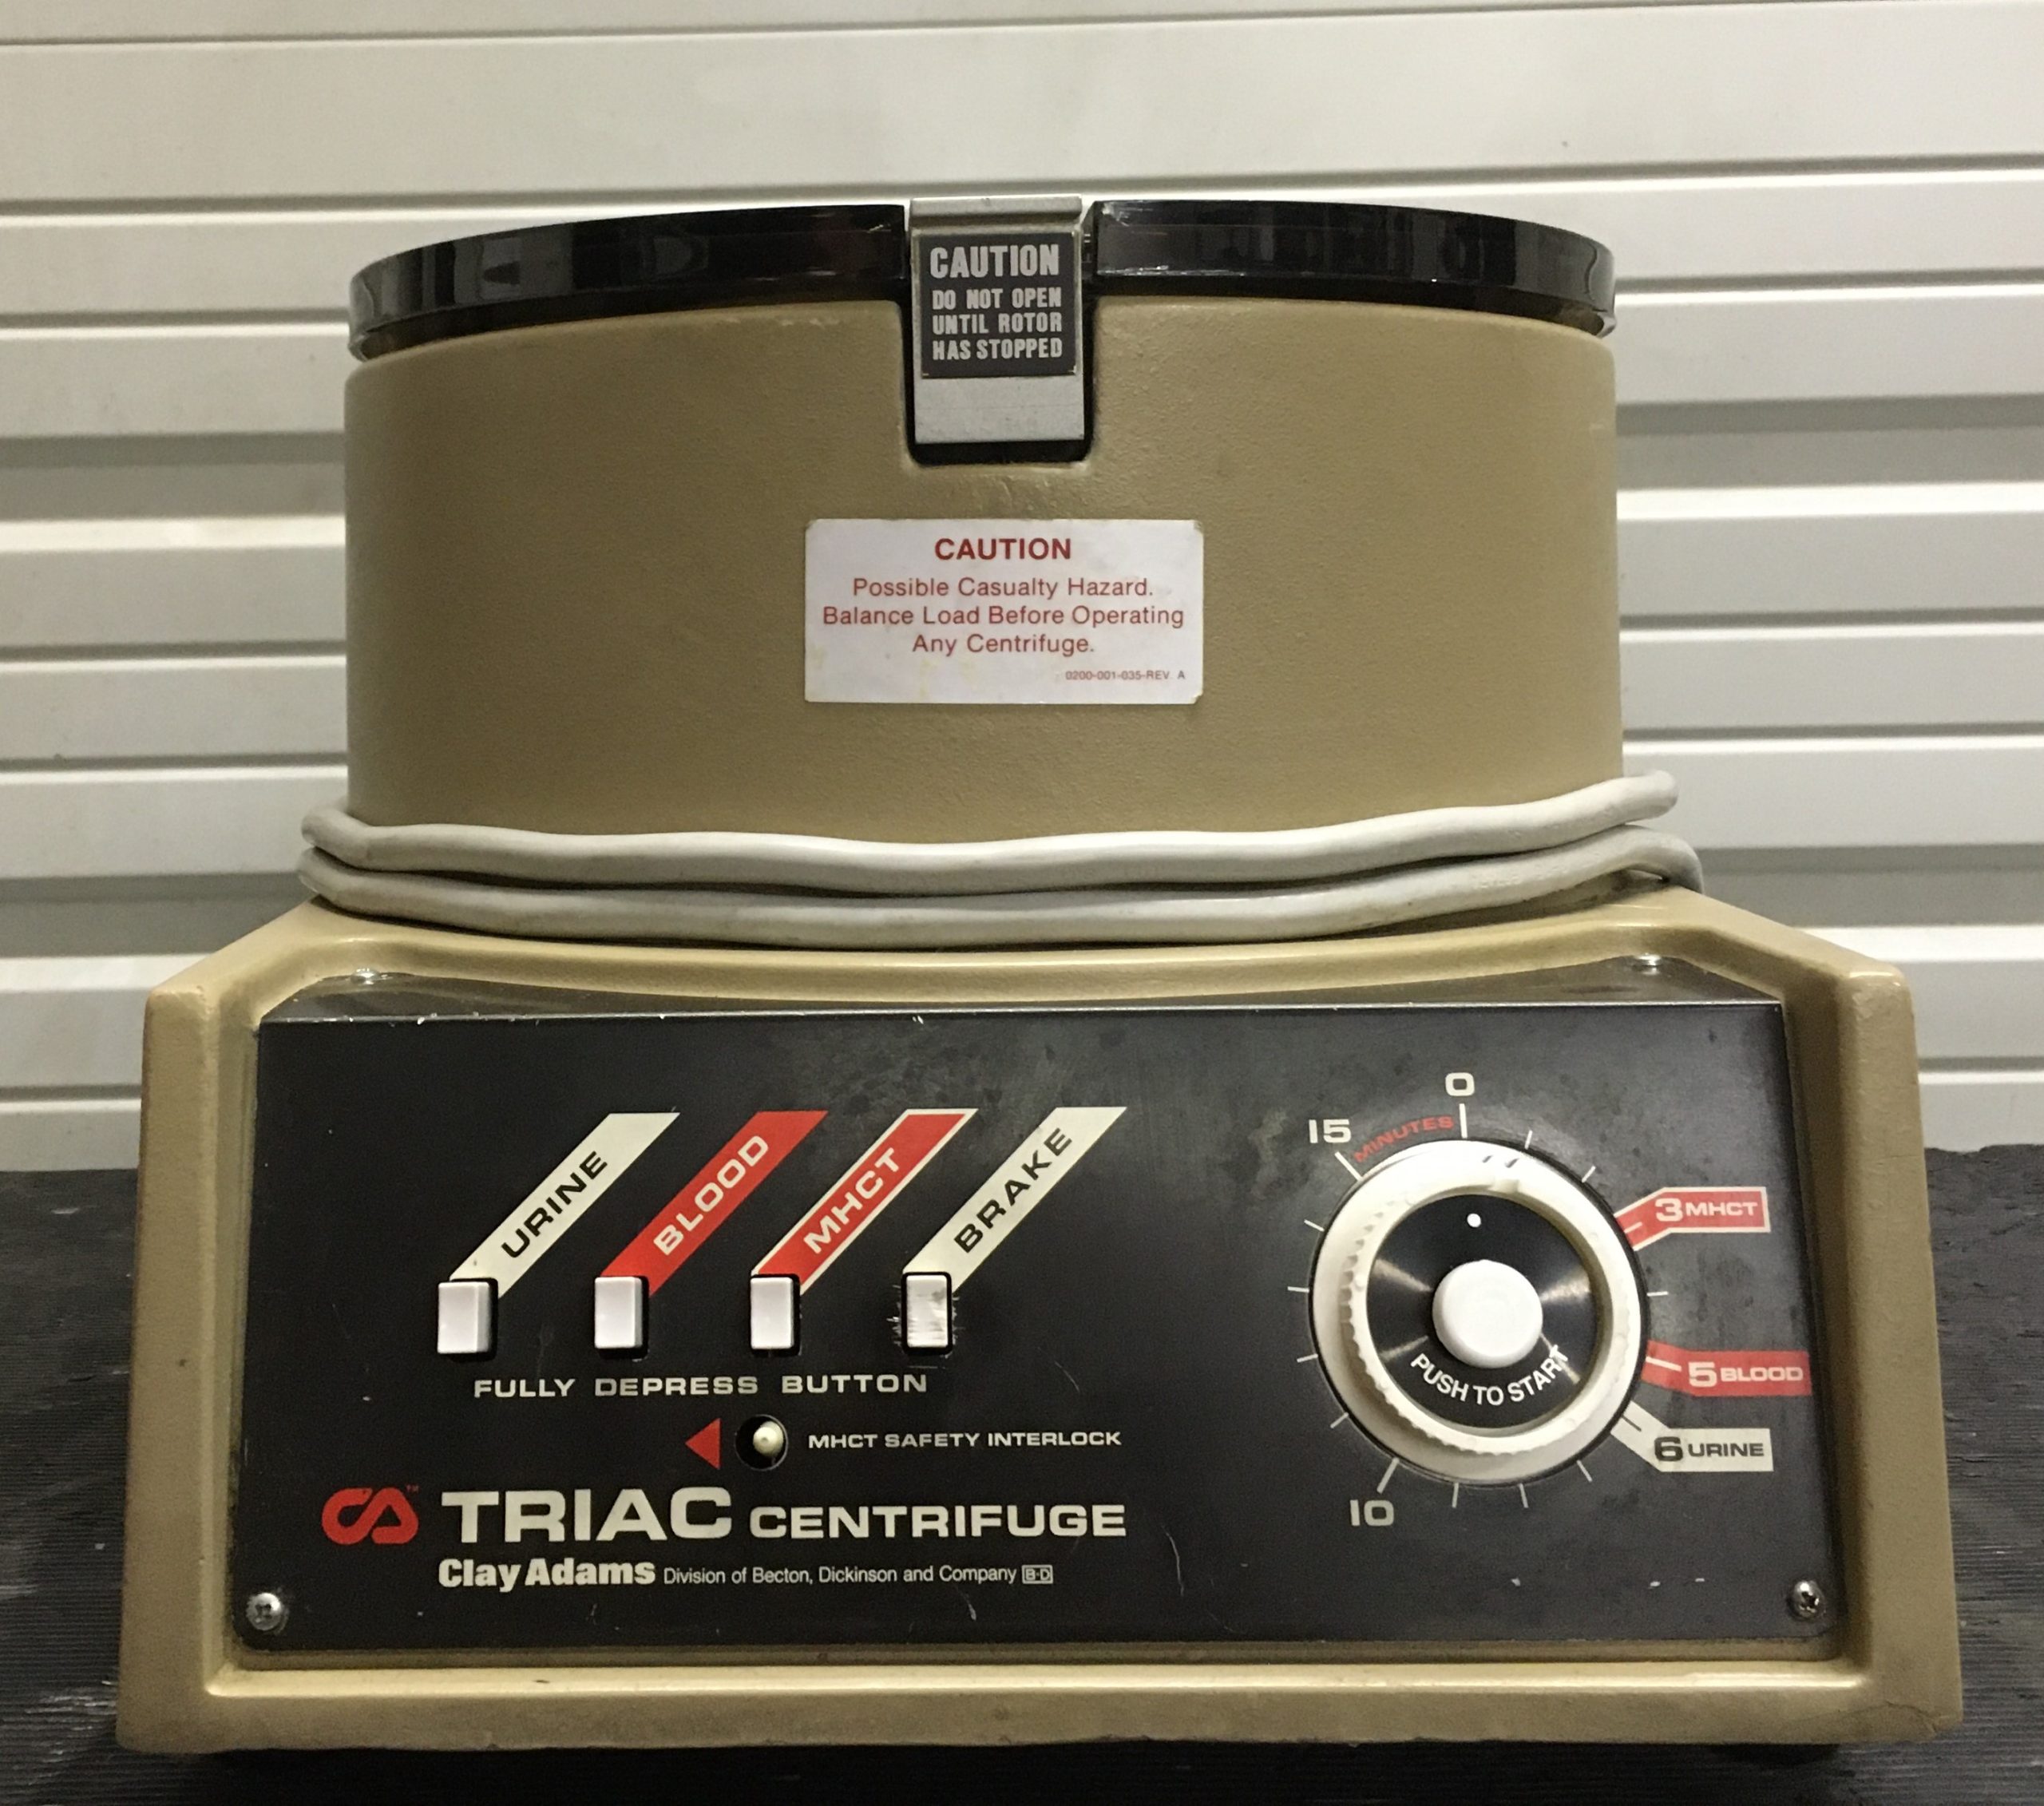 CAUTION
DO NOT OPEN
UNTIL ROTOR
HAS STOPPED
CAUTION
Possible Casualty Hazard.
Balance Load Before Operating
Any Centrifuge.
0200-001-035-REV. A
URINE
BLOOD
MHCT
BRAKE
FULLY DEPRESS BUTTON
MHCT SAFETY INTERLOCK
CA™ TRIAC CENTRIFUGE
Clay Adams Division of Becton, Dickinson and Company B-D
0
15
MINUTES
3 MHCT
5 BLOOD
6 URINE
10
PUSH TO START